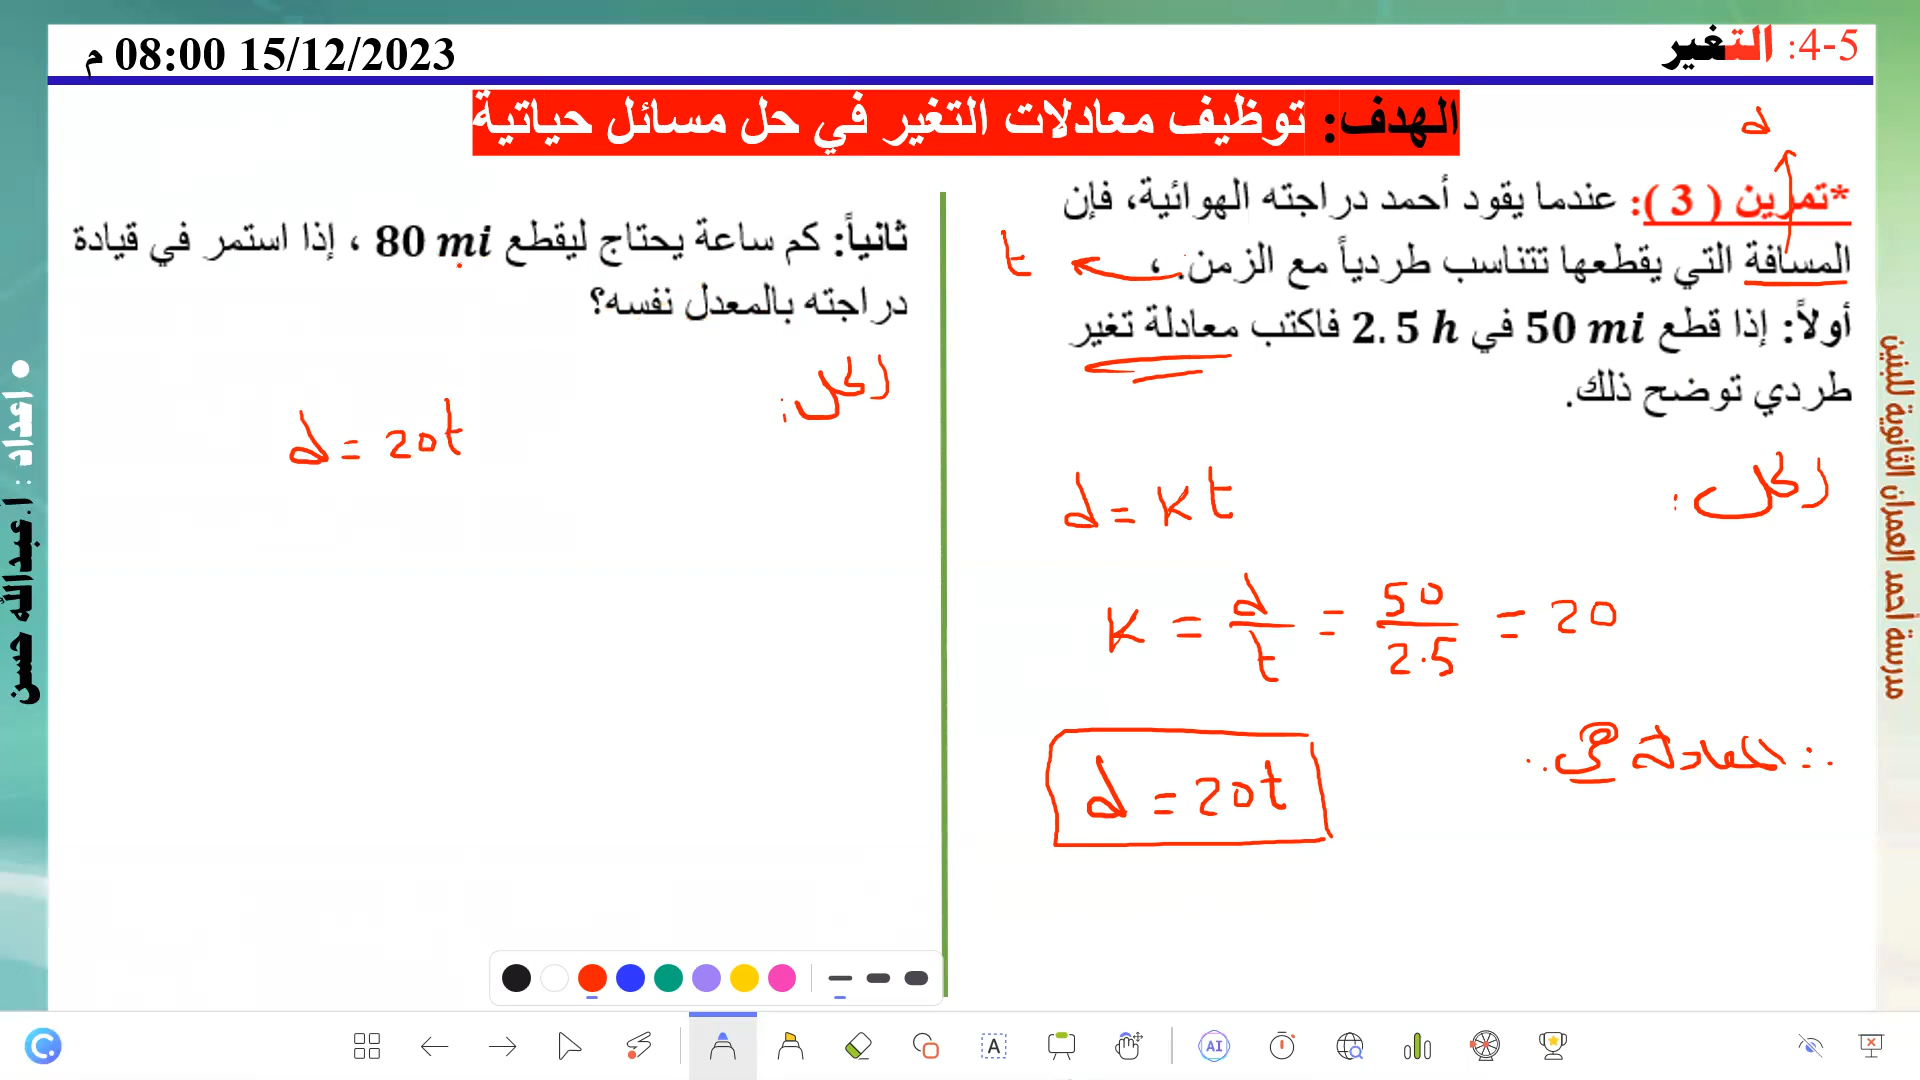 4-5: التغير
15/12/2023 08:00 م
الهدف: توظيف معادلات التغير في حل مسائل حياتية
d
*تمرين ( 3 ): عندما يقود أحمد دراجته الهوائية، فإن
المسافة التي يقطعها تتناسب طردياً مع الزمن. ،
t
أولاً: إذا قطع 50 mi في 2.5 h فاكتب معادلة تغير
طردي توضح ذلك.
الحل:
d = kt
k = d/t = 50/2.5 = 20
∴ المعادلة هي:
d = 20t
ثانياً: كم ساعة يحتاج ليقطع 80 mi ، إذا استمر في قيادة
دراجته بالمعدل نفسه؟
الحل:
d = 20t
مدرسة أحمد العمران الثانوية للبنين
اعداد : أ.عبدالله حسن
A
AI